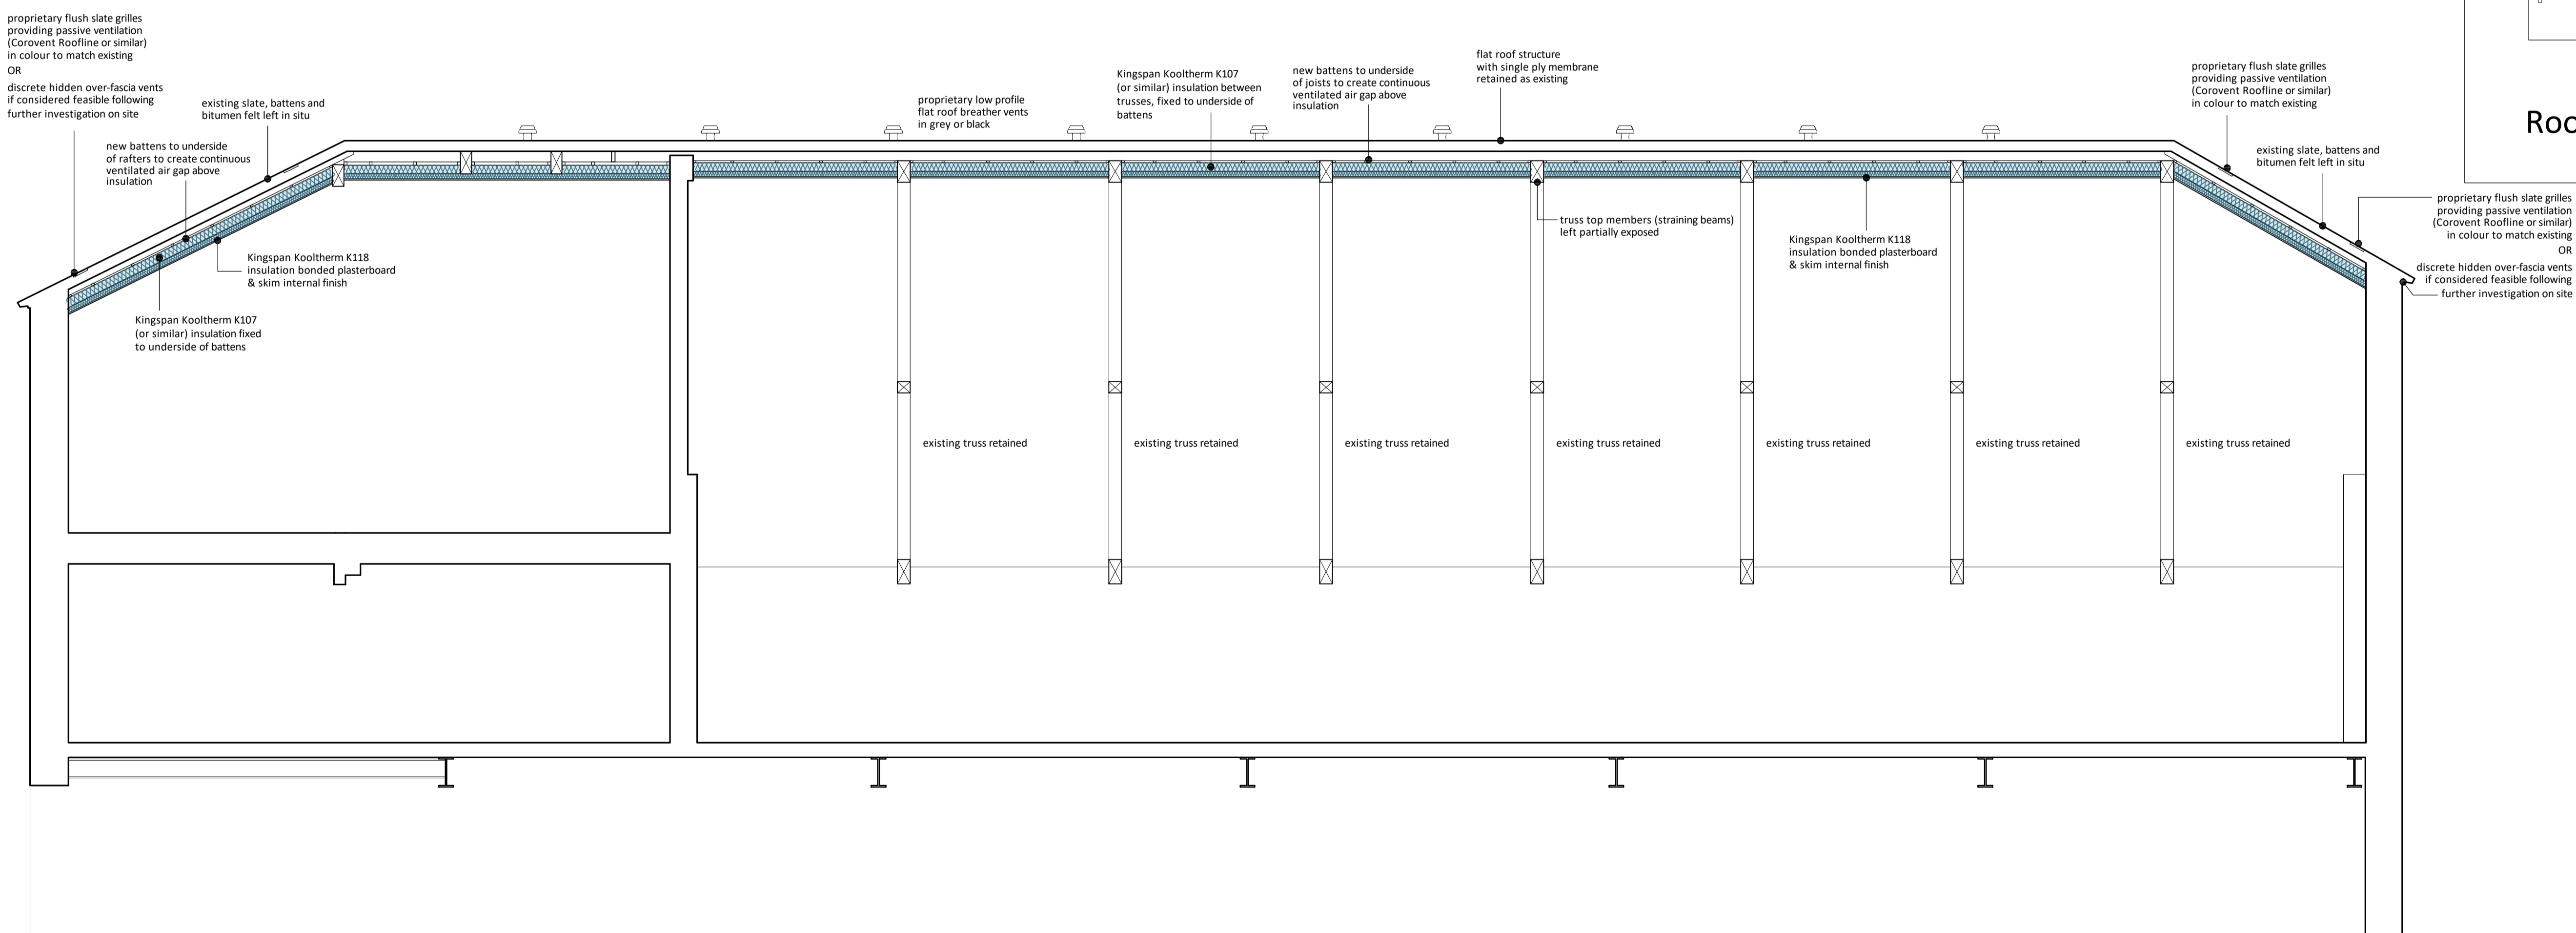 proprietary flush slate grilles
providing passive ventilation
(Corovent Roofline or similar)
in colour to match existing
OR
discrete hidden over-fascia vents
if considered feasible following
further investigation on site
existing slate, battens and
bitumen felt left in situ
new battens to underside
of rafters to create continuous
ventilated air gap above
insulation
Kingspan Kooltherm K118
insulation bonded plasterboard
& skim internal finish
Kingspan Kooltherm K107
(or similar) insulation fixed
to underside of battens
proprietary low profile
flat roof breather vents
in grey or black
Kingspan Kooltherm K107
(or similar) insulation between
trusses, fixed to underside of
battens
new battens to underside
of joists to create continuous
ventilated air gap above
insulation
flat roof structure
with single ply membrane
retained as existing
truss top members (straining beams)
left partially exposed
Kingspan Kooltherm K118
insulation bonded plasterboard
& skim internal finish
proprietary flush slate grilles
providing passive ventilation
(Corovent Roofline or similar)
in colour to match existing
existing slate, battens and
bitumen felt left in situ
proprietary flush slate grilles
providing passive ventilation
(Corovent Roofline or similar)
in colour to match existing
OR
discrete hidden over-fascia vents
if considered feasible following
further investigation on site
existing truss retained
existing truss retained
existing truss retained
existing truss retained
existing truss retained
existing truss retained
existing truss retained